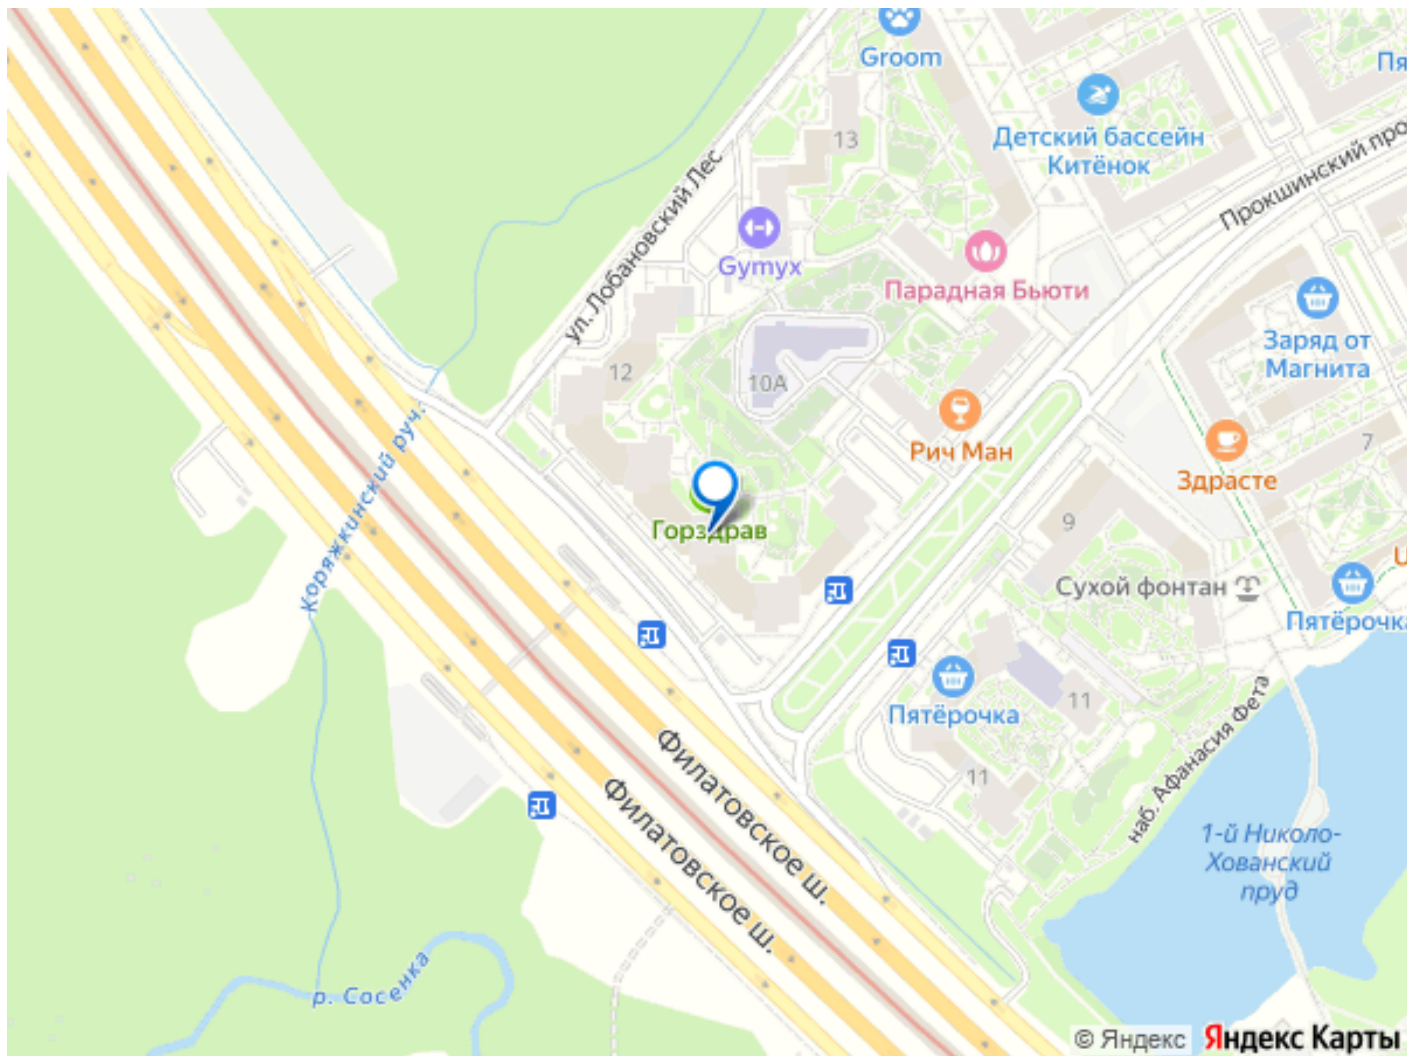 Groom
Пя
Детский бассейн
Китёнок
13
Прокшинский про
ул. Лобановский Лес
Gymyx
Парадная Бьюти
Заряд от
Магнита
12
10А
Рич Ман
7
Здрасте
Коряжкинский руч.
Горздрав
9
Сухой фонтан
Пятёрочка
Пятёрочка
11
11
наб. Афанасия Фета
Филатовское ш.
Филатовское ш.
1-й Николо-
Хованский
пруд
р. Сосенка
© Яндекс Яндекс Карты